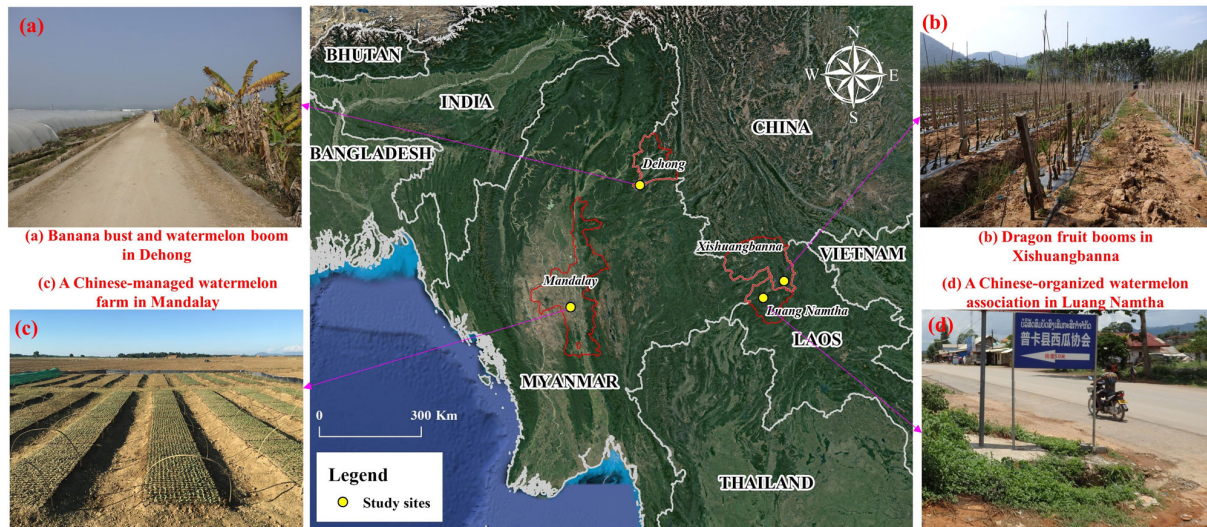 (a)
(a) Banana bust and watermelon boom
in Dehong
(c) A Chinese-managed watermelon
farm in Mandalay
(c)
BHUTAN
INDIA
BANGLADESH
CHINA
N
W E
S
Dehong
Mandalay
Xishuangbanna
VIETNAM
Luang Namtha
LAOS
MYANMAR
THAILAND
0 300 Km
Legend
Study sites
(b)
(b) Dragon fruit booms in
Xishuangbanna
(d) A Chinese-organized watermelon
association in Luang Namtha
(d)
普卡县西瓜协会